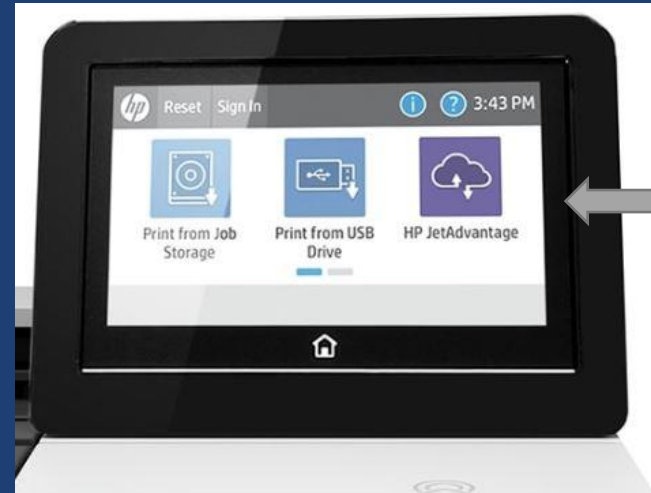 hp Reset Sign In 3:43 PM
Print from Job
Storage
Print from USB
Drive
HP JetAdvantage